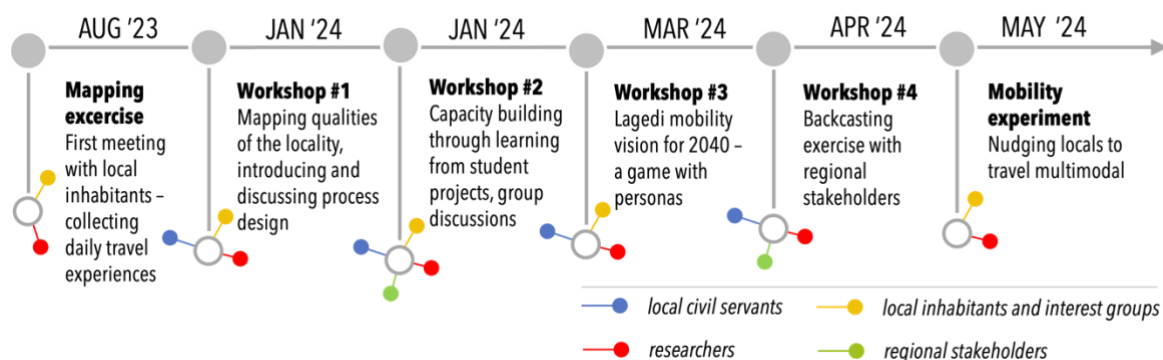 AUG '23
JAN '24
JAN '24
MAR '24
APR '24
MAY '24
Mapping
excercise
First meeting
with local
inhabitants –
collecting
daily travel
experiences
Workshop #1
Mapping qualities
of the locality,
introducing and
discussing process
design
Workshop #2
Capacity building
through learning
from student
projects, group
discussions
Workshop #3
Lagedi mobility
vision for 2040 –
a game with
personas
Workshop #4
Backcasting
exercise with
regional
stakeholders
Mobility
experiment
Nudging locals to
travel multimodal
local civil servants
local inhabitants and interest groups
researchers
regional stakeholders